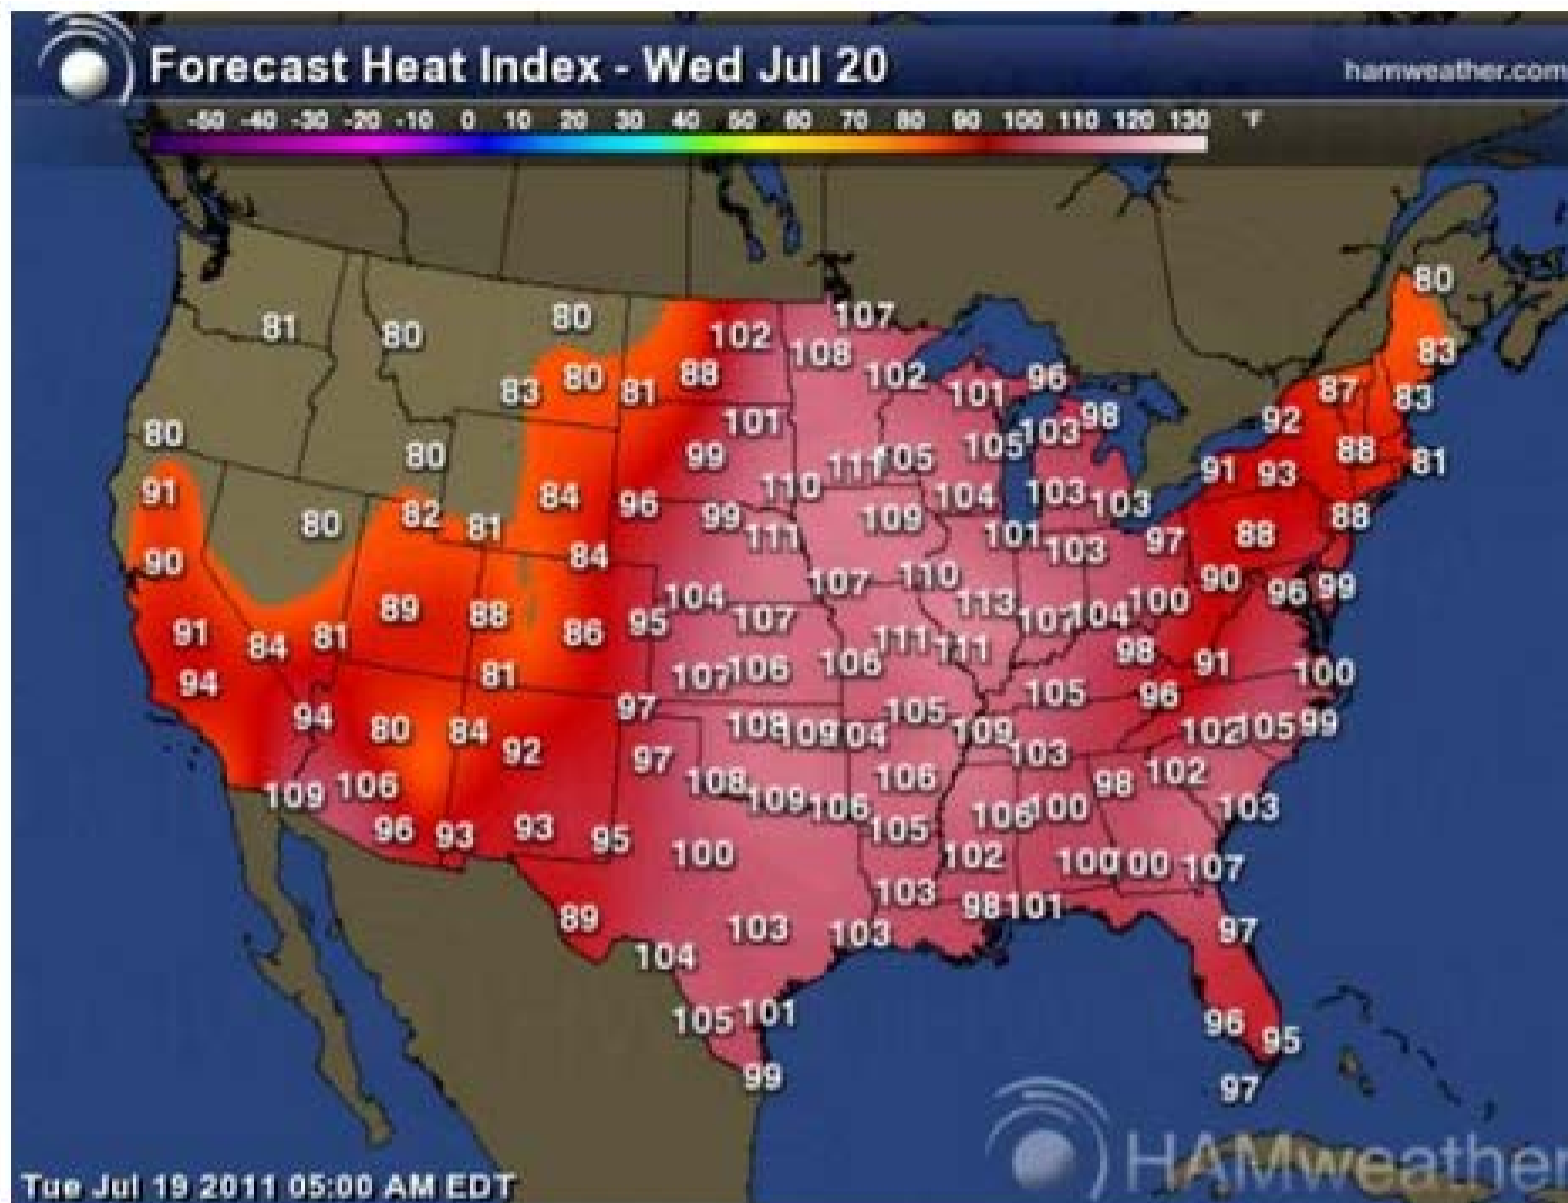 Forecast Heat Index - Wed Jul 20
hamweather.com
-50 -40 -30 -20 -10 0 10 20 30 40 50 60 70 80 90 100 110 120 130 °F
80
107
81 80 80 102 108 83
83 80 81 88 102 101 96 87 83
80 101 92 98
80 99 105 103 88 81
91 84 96 110 111 105 104 103 103 91 93
80 82 81 99 109 88
90 84 111 101 103 97 88
89 88 86 95 104 107 107 110 113 104 100 90 96 99
91 84 81 111 111 98 91
94 81 107 106 106 105 96 100
94 80 84 92 97 108 109 104 105 109 103 102 105 99
109 106 97 108 109 106 106 98 102
96 93 93 95 100 105 106 100 103
102 100 107
89 103 98 101
104 103 103 97
105 101 96 95
99 97
HAMweather
Tue Jul 19 2011 05:00 AM EDT